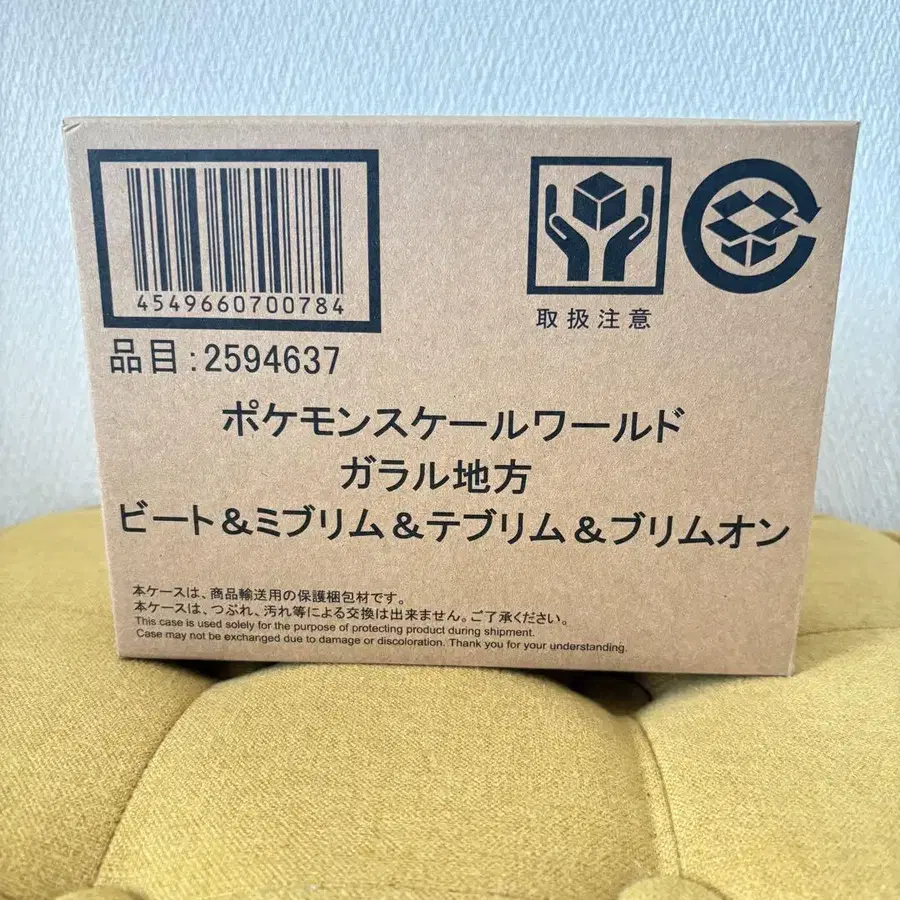 4549660700784
取扱注意
品目:2594637
ポケモンスケールワールド
ガラル地方
ビート&ミブリム&テブリム&ブリムオン
本ケースは、商品輸送用の保護梱包材です。
本ケースは、つぶれ、汚れ等による交換は出来ません。ご了承ください。
This case is used solely for the purpose of protecting product during shipment.
Case may not be exchanged due to damage or discoloration. Thank you for your understanding.